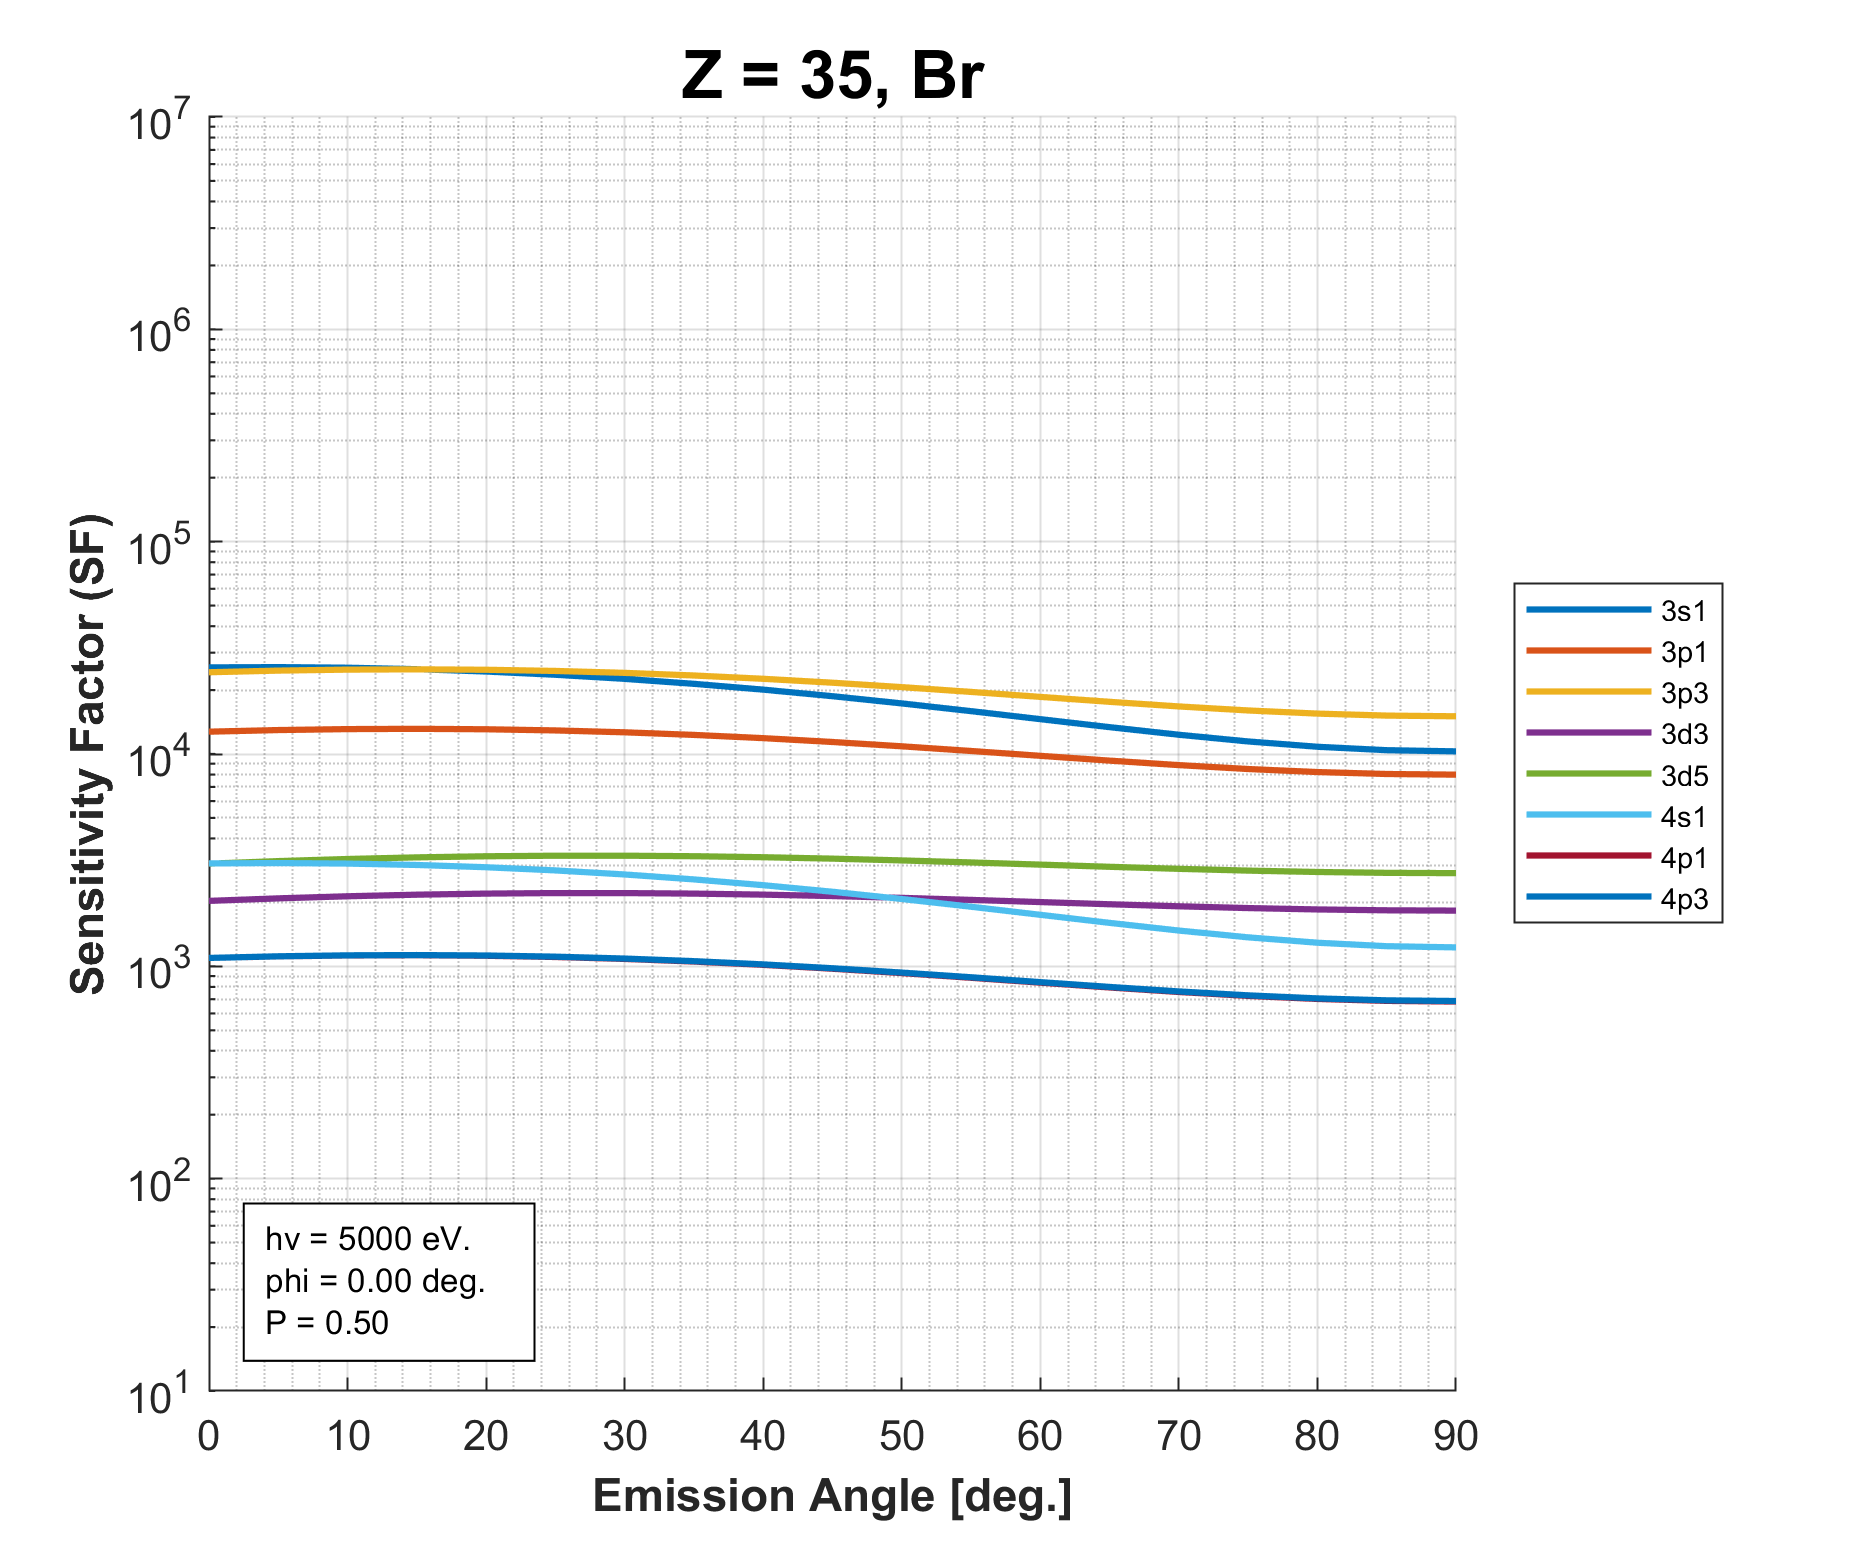 Z = 35, Br
10^7
10^6
10^5
10^4
10^3
10^2
10^1
Sensitivity Factor (SF)
hv = 5000 eV.
phi = 0.00 deg.
P = 0.50
0 10 20 30 40 50 60 70 80 90
Emission Angle [deg.]
3s1
3p1
3p3
3d3
3d5
4s1
4p1
4p3